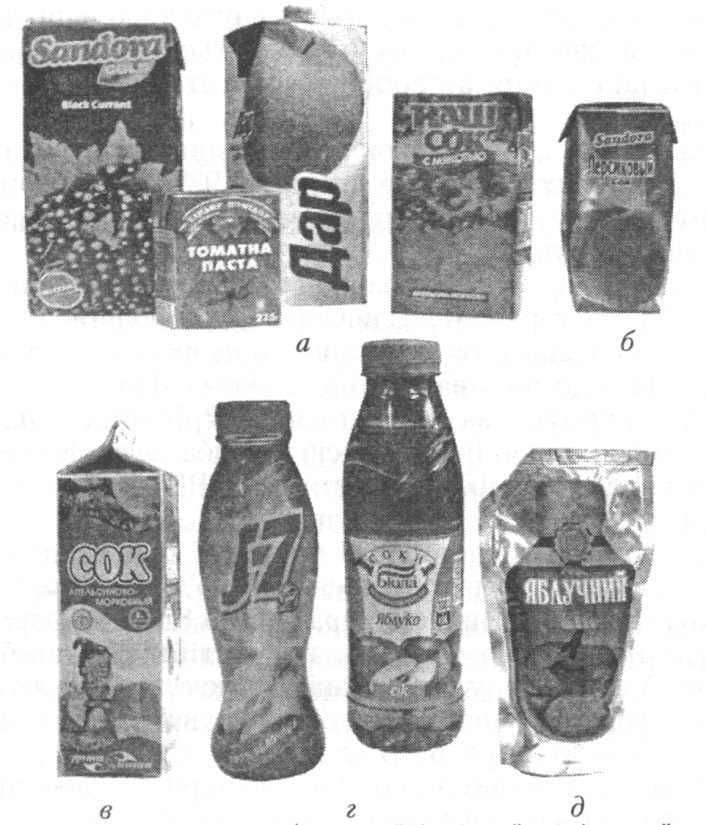 Sandora
Black Currant
ТОМАТНА
ПАСТА
225
Дар
НАШ
СОК
С МЯКОТЬЮ
Sandora
Персиковый
а
б
СОК
АПЕЛЬСИНОВО-
МОРКОВНЫЙ
J7
СОКИ
Біола
Яблуко
ЯБЛУЧНИЙ
в
г
д